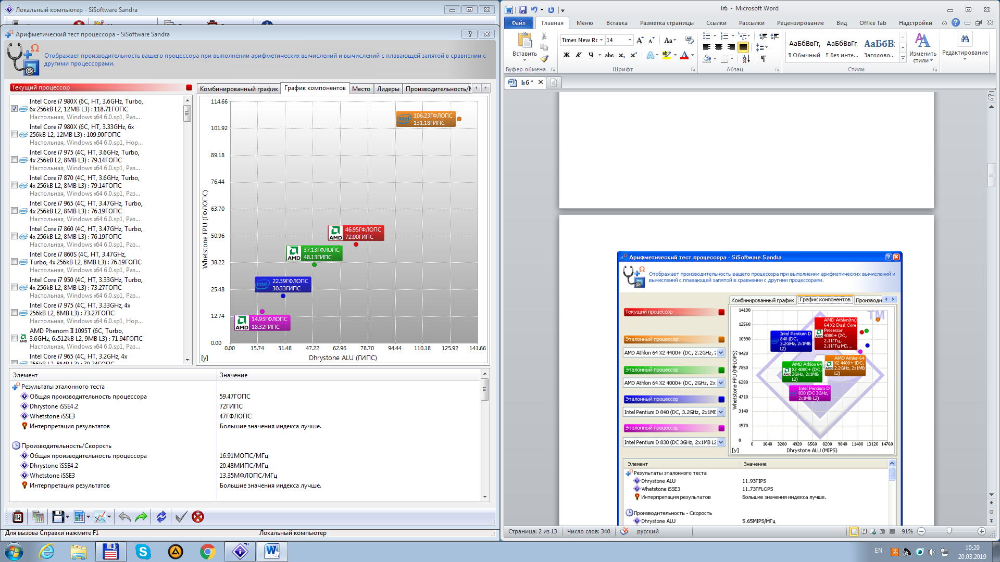 Локальный компьютер - SiSoftware Sandra
Арифметический тест процессора - SiSoftware Sandra
Отображает производительность вашего процессора при выполнении арифметических вычислений и вычислений с плавающей запятой в сравнении с
другими процессорами.
Текущий процессор
Intel Core i7 980X (6C, HT, 3.6GHz, Turbo,
6x 256kB L2, 12MB L3) : 118.71ГОПС
Настольная, Windows x64 6.0.sp1, Раз...
Intel Core i7 980X (6C, HT, 3.33GHz, 6x
256kB L2, 12MB L3) : 109.90ГОПС
Настольная, Windows x64 6.0.sp1, Нор...
Intel Core i7 975 (4C, HT, 3.6GHz, Turbo,
4x 256kB L2, 8MB L3) : 79.14ГОПС
Настольная, Windows x64 6.0.sp1, Раз...
Intel Core i7 870 (4C, HT, 3.6GHz, Turbo,
4x 256kB L2, 8MB L3) : 79.14ГОПС
Настольная, Windows x64 6.0.sp1, Раз...
Intel Core i7 965 (4C, HT, 3.47GHz, Turbo,
4x 256kB L2, 8MB L3) : 76.19ГОПС
Настольная, Windows x64 6.0.sp1, Раз...
Intel Core i7 860 (4C, HT, 3.47GHz, Turbo,
4x 256kB L2, 8MB L3) : 76.19ГОПС
Настольная, Windows x64 6.0.sp1, Раз...
Intel Core i7 860S (4C, HT, 3.47GHz,
Turbo, 4x 256kB L2, 8MB L3) : 76.19ГОПС
Настольная, Windows x64 6.0.sp1, Раз...
Intel Core i7 950 (4C, HT, 3.33GHz, Turbo,
4x 256kB L2, 8MB L3) : 73.27ГОПС
Настольная, Windows x64 6.0.sp1, Раз...
Intel Core i7 975 (4C, HT, 3.33GHz, 4x
256kB L2, 8MB L3) : 73.27ГОПС
Настольная, Windows x64 6.0.sp1, Раз...
AMD Phenom II 1095T (6C, Turbo,
3.6GHz, 6x512kB L2, 9MB L3) : 71.94ГОПС
Настольная, Windows x64 6.0.sp1, Раз...
Intel Core i7 965 (4C, HT, 3.2GHz, 4x
256kB L2, 8MB L3) : 70.34ГОПС
Комбинированный график График компонентов Место Лидеры Производительность/М
114.66
101.92
89.18
76.44
63.70
50.96
38.22
25.48
12.74
0.00
Whetstone FPU (ГФЛОПС)
intel 106.23ГФЛОПС
131.18ГИПС
AMD 46.95ГФЛОПС
72.00ГИПС
AMD 37.13ГФЛОПС
48.13ГИПС
intel 22.39ГФЛОПС
30.33ГИПС
AMD 14.93ГФЛОПС
18.32ГИПС
0.00 15.74 31.48 47.22 62.96 78.70 94.44 110.18 125.92 141.66
[y] Dhrystone ALU (ГИПС)
Элемент Значение
Результаты эталонного теста
Общая производительность процессора 59.47ГОПС
Dhrystone iSSE4.2 72ГИПС
Whetstone iSSE3 47ГФЛОПС
Интерпретация результатов Большие значения индекса лучше.
Производительность/Скорость
Общая производительность процессора 16.91МОПС/МГц
Dhrystone iSSE4.2 20.48МИПС/МГц
Whetstone iSSE3 13.35МФЛОПС/МГц
Интерпретация результатов Большие значения индекса лучше.
Для вызова Справки нажмите F1 Локальный компьютер
lr6 - Microsoft Word
Файл Главная Меню Вставка Разметка страницы Ссылки Рассылки Рецензирование Вид Office Tab Надстройки
Вставить
Буфер обмена
Times New Rc 14
Ж К Ч abc x₂ x²
Шрифт
Абзац
АаБбВвГг, АаБбВвГг, АаБбВ
¶ Обычный ¶ Без инте... Заголово...
Стили
Изменить
стили
Редактирование
lr6 *
Арифметический тест процессора - SiSoftware Sandra
Отображает производительность вашего процессора при выполнении арифметических вычислений и
вычислений с плавающей запятой в сравнении с другими процессорами.
Текущий процессор
Эталонный процессор
AMD Athlon 64 X2 4400+ (DC, 2.2GHz, 2
Эталонный процессор
AMD Athlon 64 X2 4000+ (DC, 2GHz, 2x
Эталонный процессор
Intel Pentium D 840 (DC, 3.2GHz, 2x1ME
Эталонный процессор
Intel Pentium D 830 (DC 3GHz, 2x1MB L2
Комбинированный график График компонентов Производи
TM
14130
12560
10990
9420
7850
6280
4710
3140
1570
0
Whetstone FPU (MFLOPS)
Intel Pentium D
840 (DC,
3.2GHz, 2x1MB
L2)
AMD Athlon(tm)
64 X2 Dual Core
Processor
4000+ (2C,
2.11ГГц
2.11ГГц МС, ...
AMD Athlon 64
X2 4000+ (DC,
2GHz, 2x1MB
L2)
AMD Athlon 64
X2 4400+ (DC,
2.2GHz, 2x1MB
L2)
Intel Pentium D
830 (DC 3GHz,
2x1MB L2)
0 1640 3280 4920 6560 8200 9840 11480 13120 14760
[y] Dhrystone ALU (MIPS)
Элемент Значение
Результаты эталонного теста
Dhrystone ALU 11.93ГIPS
Whetstone iSSE3 11.73ГFLOPS
Интерпретация результатов Большие значения индекса лучше.
Производительность - Скорость
Dhrystone ALU 5.65MIPS/МГц
Страница: 2 из 13 Число слов: 340 русский 91%
EN 10:29
20.03.2019